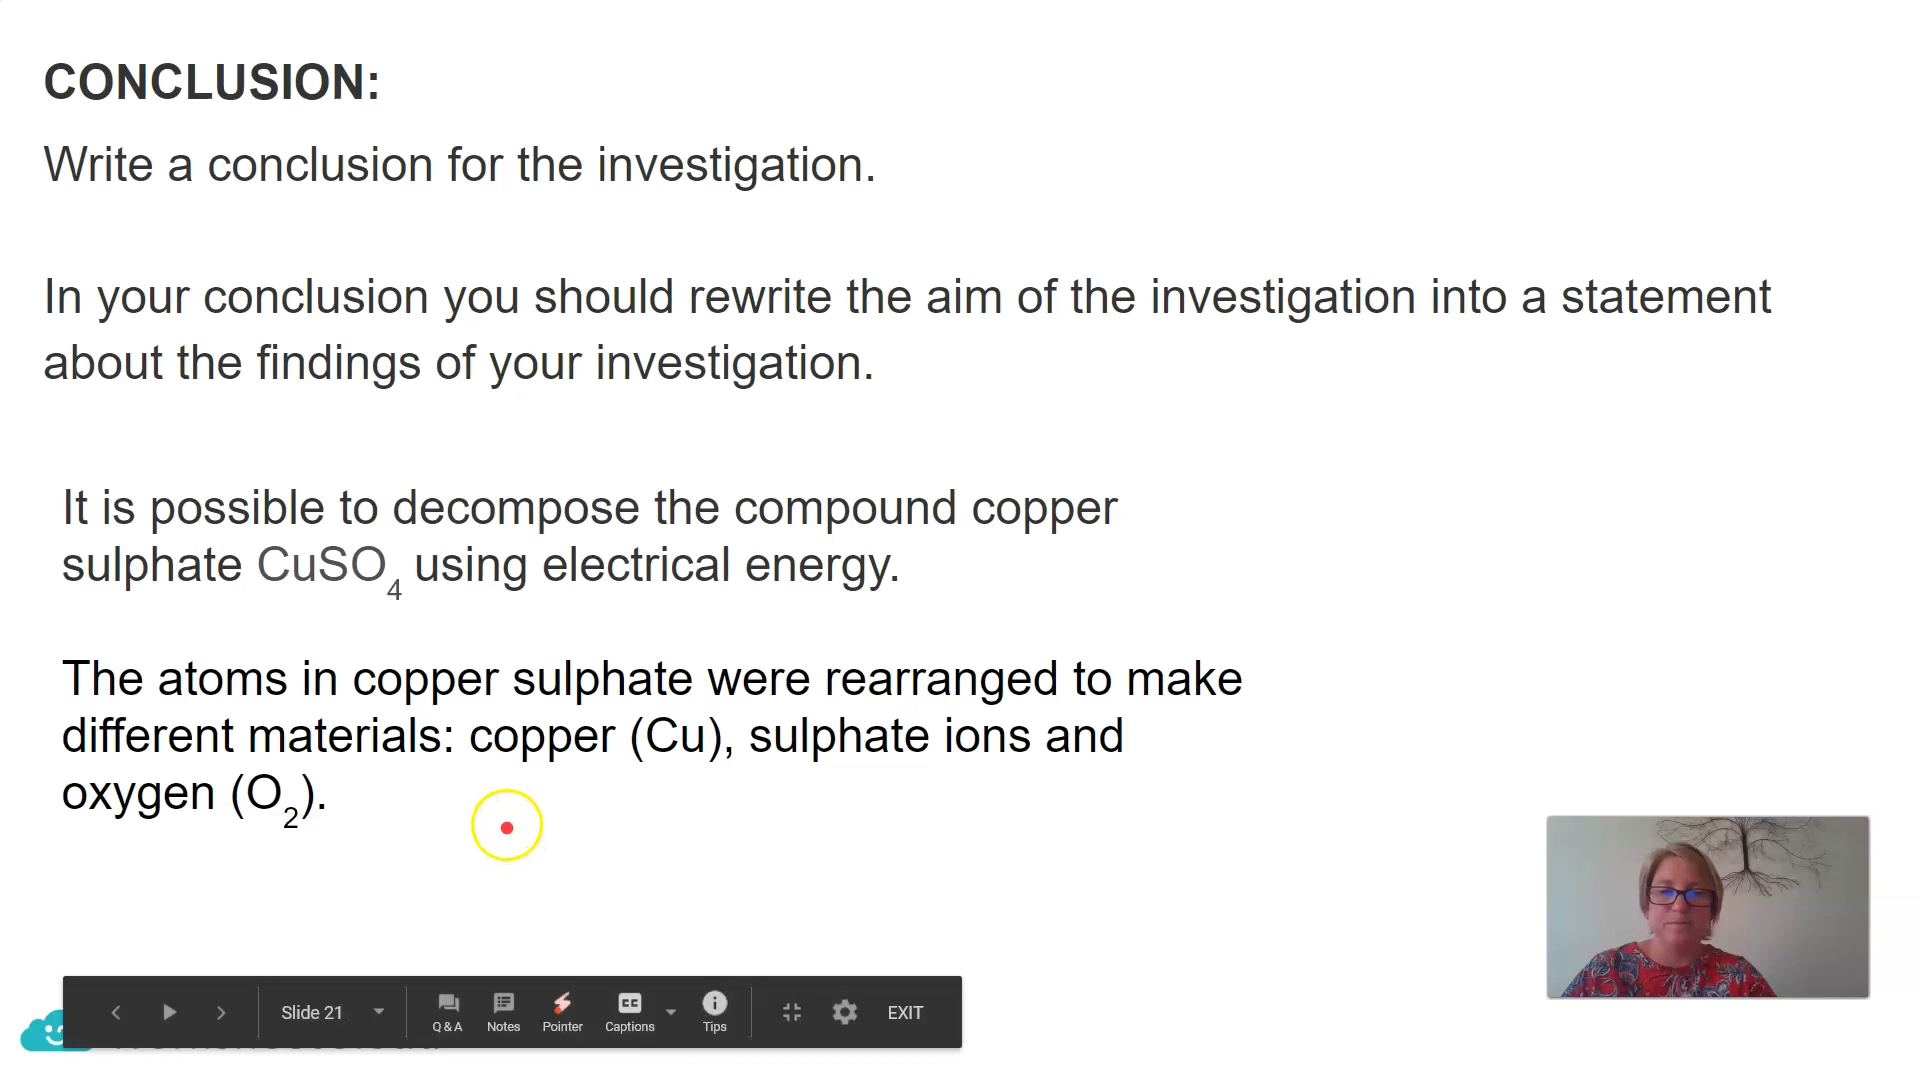 CONCLUSION:
Write a conclusion for the investigation.
In your conclusion you should rewrite the aim of the investigation into a statement
about the findings of your investigation.
It is possible to decompose the compound copper
sulphate CuSO₄ using electrical energy.
The atoms in copper sulphate were rearranged to make
different materials: copper (Cu), sulphate ions and
oxygen (O₂).
Slide 21
Q & A
Notes
Pointer
CC
Captions
Tips
EXIT